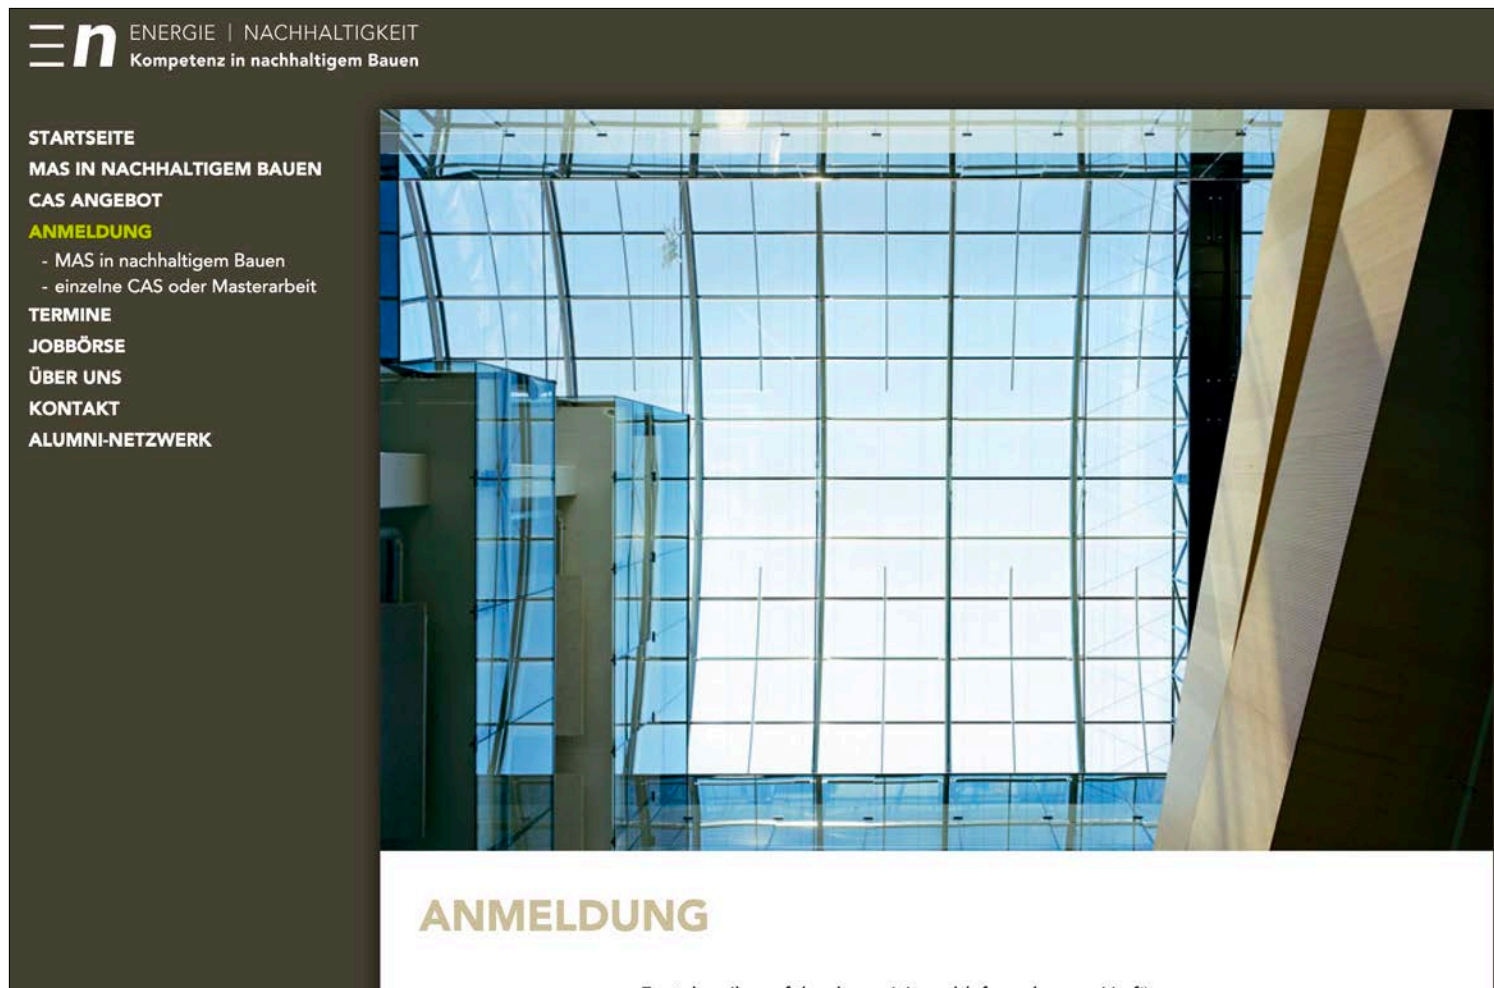 ENERGIE | NACHHALTIGKEIT
Kompetenz in nachhaltigem Bauen
STARTSEITE
MAS IN NACHHALTIGEM BAUEN
CAS ANGEBOT
ANMELDUNG
- MAS in nachhaltigem Bauen
- einzelne CAS oder Masterarbeit
TERMINE
JOBBÖRSE
ÜBER UNS
KONTAKT
ALUMNI-NETZWERK
ANMELDUNG